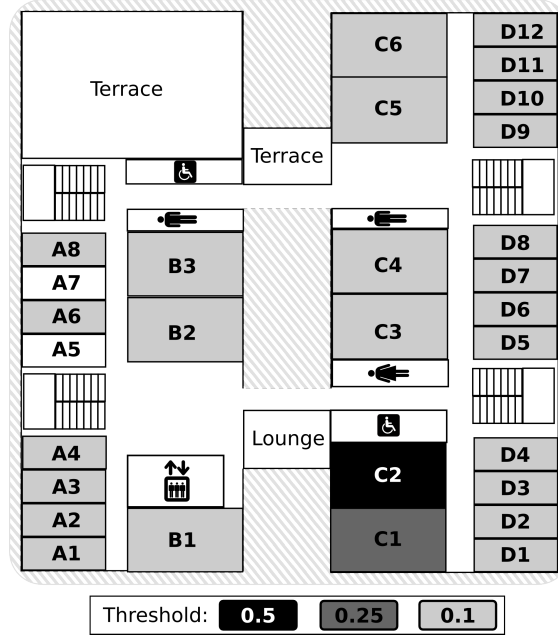 C6
D12
D11
Terrace
C5
D10
D9
Terrace
A8
B3
C4
D8
A7
D7
A6
B2
C3
D6
A5
D5
Lounge
A4
C2
D4
A3
D3
A2
B1
C1
D2
A1
D1
Threshold: 0.5 0.25 0.1